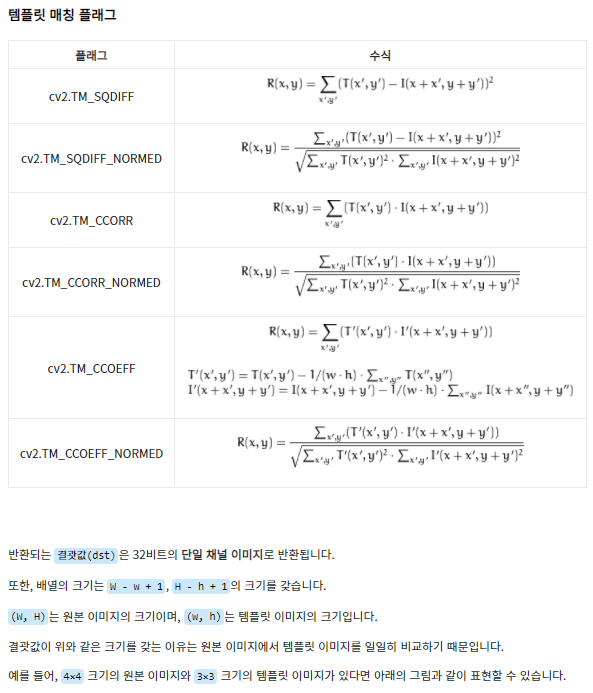 템플릿 매칭 플래그
플래그 수식
cv2.TM_SQDIFF R(x,y) = ∑x′,y′ (T(x′,y′) − I(x+x′,y+y′))²
cv2.TM_SQDIFF_NORMED R(x,y) = ∑x′,y′ (T(x′,y′) − I(x+x′,y+y′))² / √(∑x′,y′ T(x′,y′)² · ∑x′,y′ I(x+x′,y+y′)²)
cv2.TM_CCORR R(x,y) = ∑x′,y′ (T(x′,y′) · I(x+x′,y+y′))
cv2.TM_CCORR_NORMED R(x,y) = ∑x′,y′ (T(x′,y′) · I(x+x′,y+y′)) / √(∑x′,y′ T(x′,y′)² · ∑x′,y′ I(x+x′,y+y′)²)
cv2.TM_CCOEFF R(x,y) = ∑x′,y′ (T′(x′,y′) · I′(x+x′,y+y′))
T′(x′,y′) = T(x′,y′) − 1/(w·h) · ∑x″,y″ T(x″,y″)
I′(x+x′,y+y′) = I(x+x′,y+y′) − 1/(w·h) · ∑x″,y″ I(x+x″,y+y″)
cv2.TM_CCOEFF_NORMED R(x,y) = ∑x′,y′ (T′(x′,y′) · I′(x+x′,y+y′)) / √(∑x′,y′ T′(x′,y′)² · ∑x′,y′ I′(x+x′,y+y′)²)
반환되는 결괏값(dst)은 32비트의 단일 채널 이미지로 반환됩니다.
또한, 배열의 크기는 W - w + 1, H - h + 1의 크기를 갖습니다.
(W, H)는 원본 이미지의 크기이며, (w, h)는 템플릿 이미지의 크기입니다.
결괏값이 위와 같은 크기를 갖는 이유는 원본 이미지에서 템플릿 이미지를 일일히 비교하기 때문입니다.
예를 들어, 4×4 크기의 원본 이미지와 3×3 크기의 템플릿 이미지가 있다면 아래의 그림과 같이 표현할 수 있습니다.